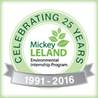 CELEBRATING 25 YEARS
Mickey
LELAND
Environmental
Internship Program
1991-2016